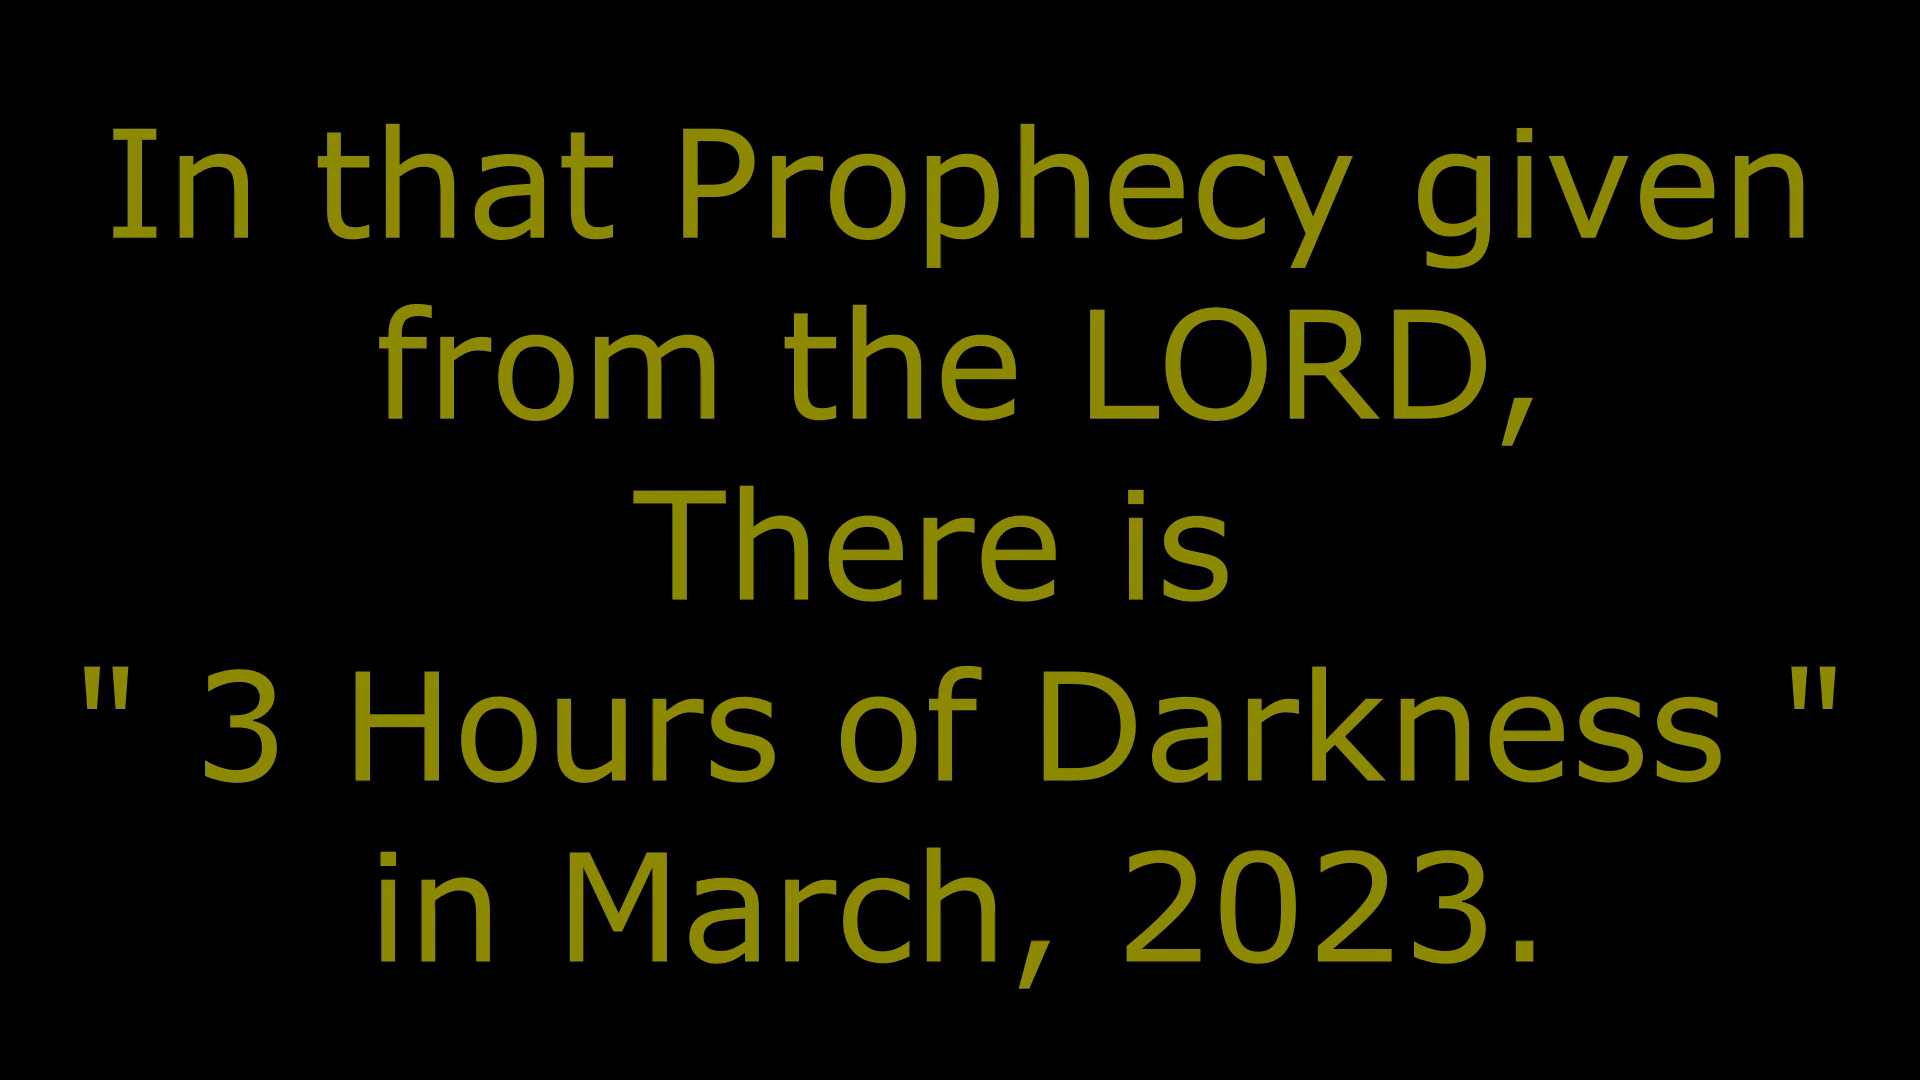 In that Prophecy given
from the LORD,
There is
" 3 Hours of Darkness "
in March, 2023.